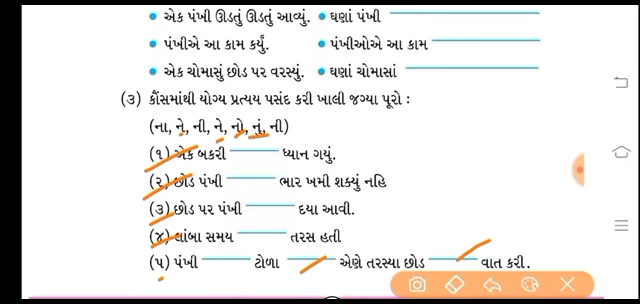 • એક પંખી ઊડતું ઊડતું આવ્યું. • ઘણાં પંખી
• પંખીએ આ કામ કર્યું. • પંખીઓએ આ કામ
• એક ચોમાસું છોડ પર વરસ્યું. • ઘણાં ચોમાસાં
(૩) કૌંસમાંથી યોગ્ય પ્રત્યય પસંદ કરી ખાલી જગ્યા પૂરો :
(ના, ને, ની, ને, નો, નું, ની)
(૧) એક બકરી ધ્યાન ગયું.
(૨) છોડ પંખી ભાર ખમી શક્યું નહિ
(૩) છોડ પર પંખી દયા આવી.
(૪) લાંબા સમય તરસ હતી
(૫) પંખી ટોળા એણે તરસ્યા છોડ વાત કરી.